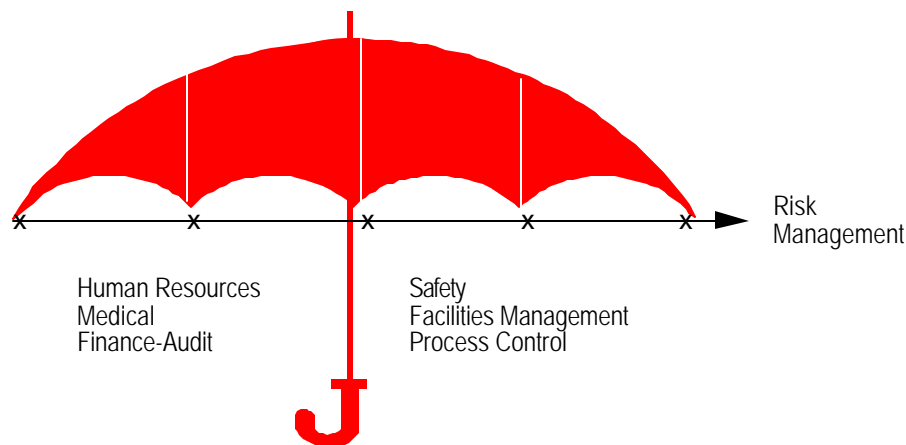 x x x x x
Risk
Management
Human Resources
Medical
Finance-Audit
Safety
Facilities Management
Process Control
J